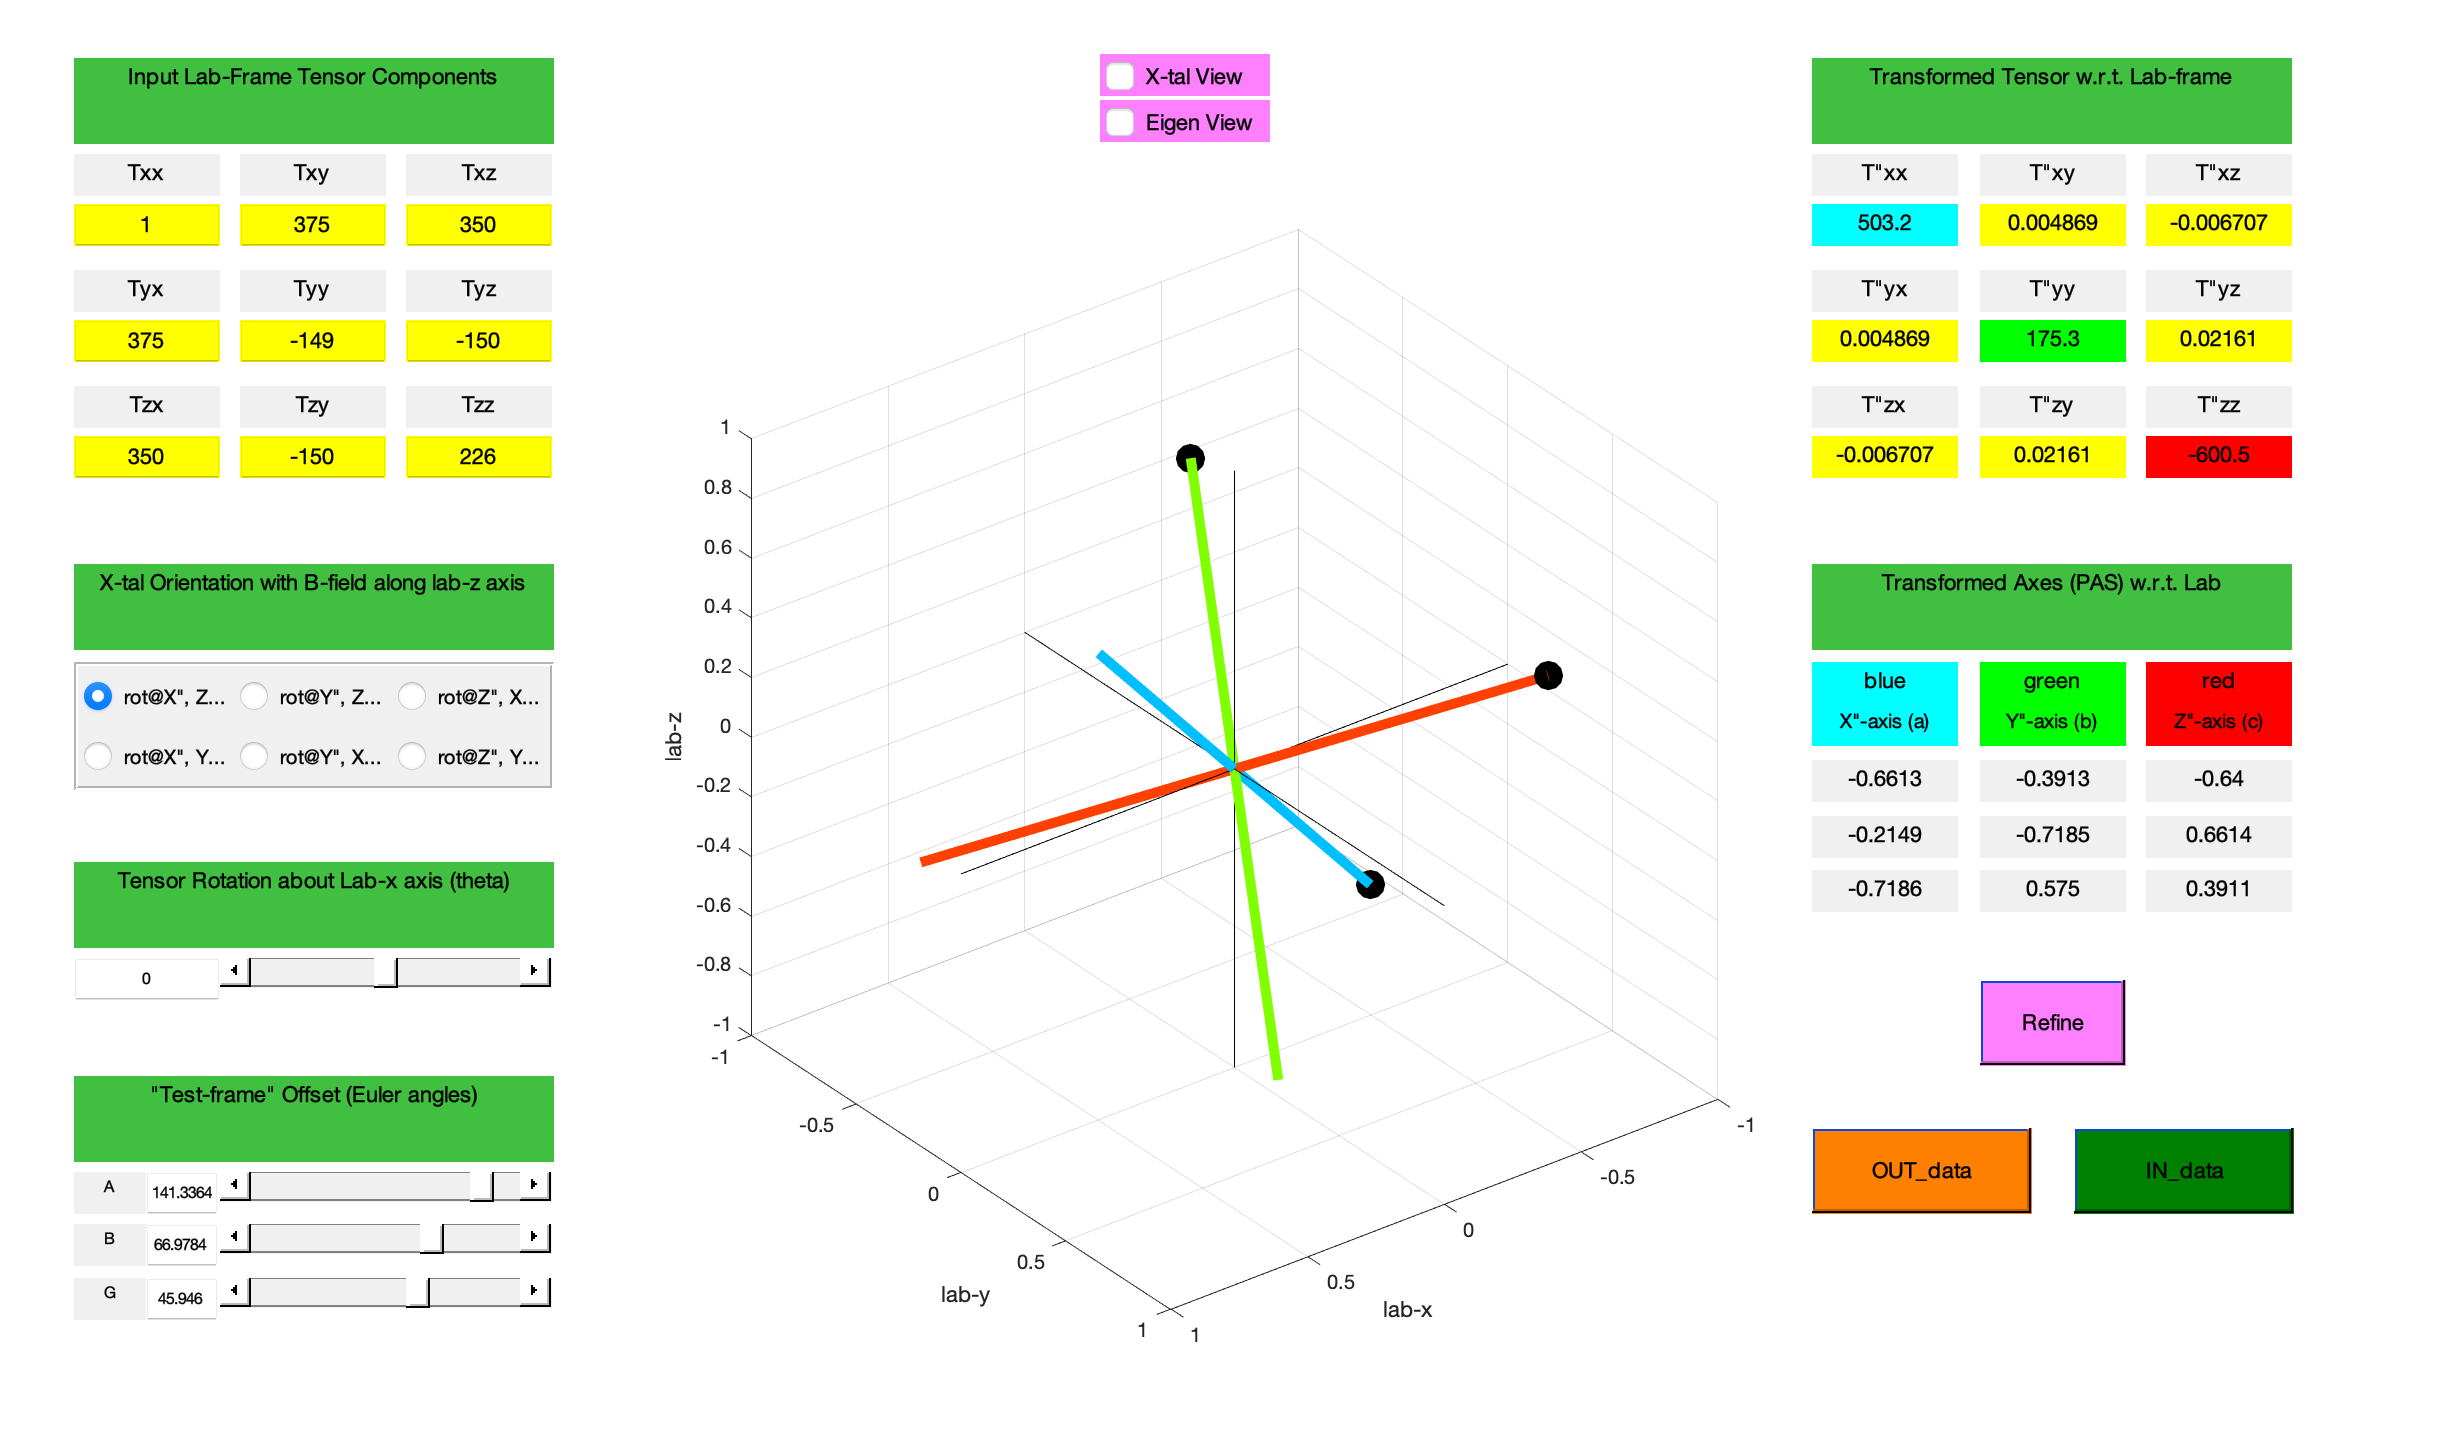 Input Lab-Frame Tensor Components
Txx Txy Txz
1 375 350
Tyx Tyy Tyz
375 -149 -150
Tzx Tzy Tzz
350 -150 226
X-tal Orientation with B-field along lab-z axis
rot@X", Z... rot@Y", Z... rot@Z", X...
rot@X", Y... rot@Y", X... rot@Z", Y...
Tensor Rotation about Lab-x axis (theta)
0
"Test-frame" Offset (Euler angles)
A 141.3364
B 66.9784
G 45.946
X-tal View
Eigen View
1
0.8
0.6
0.4
0.2
0
-0.2
-0.4
-0.6
-0.8
-1
lab-z
-1
-0.5
0
0.5
1
lab-y
1
0.5
0
-0.5
-1
lab-x
Transformed Tensor w.r.t. Lab-frame
T"xx T"xy T"xz
503.2 0.004869 -0.006707
T"yx T"yy T"yz
0.004869 175.3 0.02161
T"zx T"zy T"zz
-0.006707 0.02161 -600.5
Transformed Axes (PAS) w.r.t. Lab
blue green red
X"-axis (a) Y"-axis (b) Z"-axis (c)
-0.6613 -0.3913 -0.64
-0.2149 -0.7185 0.6614
-0.7186 0.575 0.3911
Refine
OUT_data IN_data